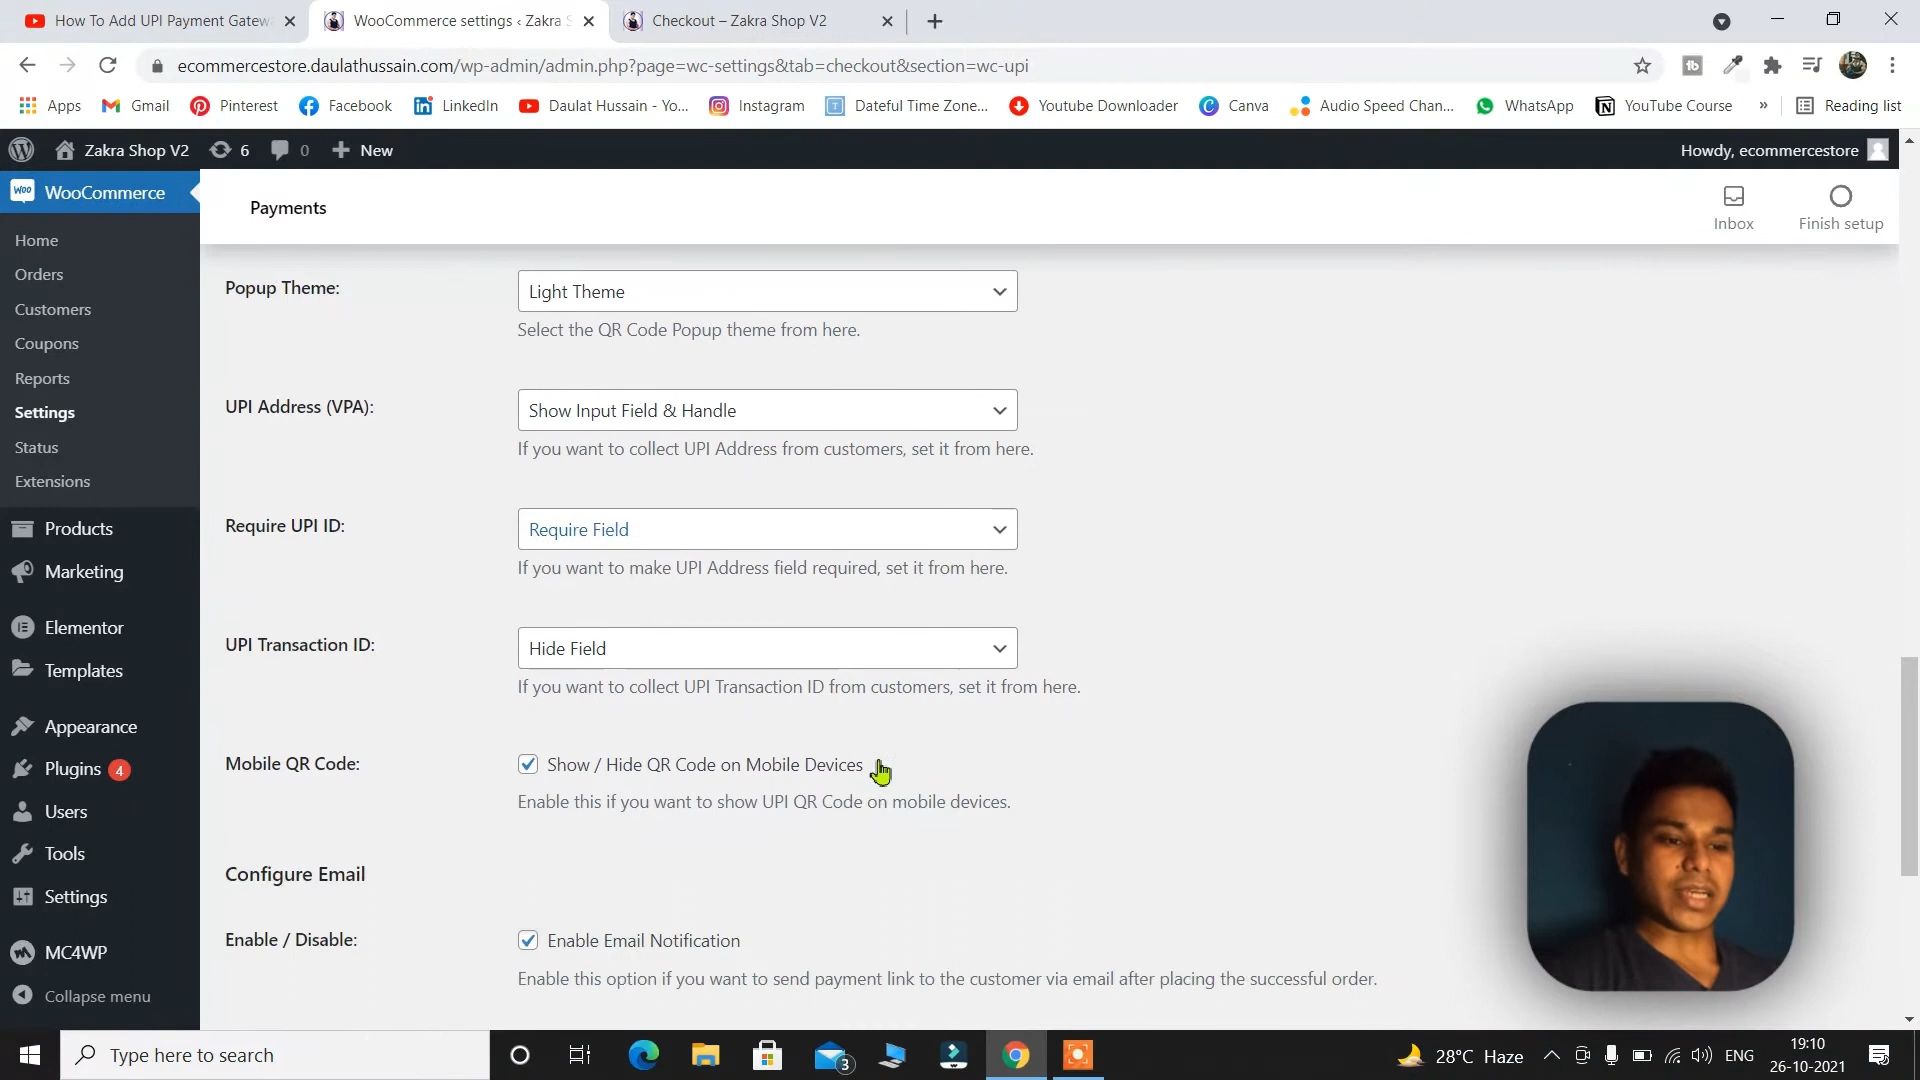 How To Add UPI Payment Gatew
WooCommerce settings ‹ Zakra S
Checkout – Zakra Shop V2
ecommercestore.daulathussain.com/wp-admin/admin.php?page=wc-settings&tab=checkout&section=wc-upi
Apps
Gmail
Pinterest
Facebook
LinkedIn
Daulat Hussain - Yo...
Instagram
Dateful Time Zone...
Youtube Downloader
Canva
Audio Speed Chan...
WhatsApp
YouTube Course
»
Reading list
Zakra Shop V2
6
0
New
Howdy, ecommercestore
WooCommerce
Payments
Inbox
Finish setup
Home
Orders
Customers
Coupons
Reports
Settings
Status
Extensions
Products
Marketing
Elementor
Templates
Appearance
Plugins 4
Users
Tools
Settings
MC4WP
Collapse menu
Popup Theme:
Light Theme
Select the QR Code Popup theme from here.
UPI Address (VPA):
Show Input Field & Handle
If you want to collect UPI Address from customers, set it from here.
Require UPI ID:
Require Field
If you want to make UPI Address field required, set it from here.
UPI Transaction ID:
Hide Field
If you want to collect UPI Transaction ID from customers, set it from here.
Mobile QR Code:
Show / Hide QR Code on Mobile Devices
Enable this if you want to show UPI QR Code on mobile devices.
Configure Email
Enable / Disable:
Enable Email Notification
Enable this option if you want to send payment link to the customer via email after placing the successful order.
Type here to search
3
28°C Haze
ENG
19:10
26-10-2021